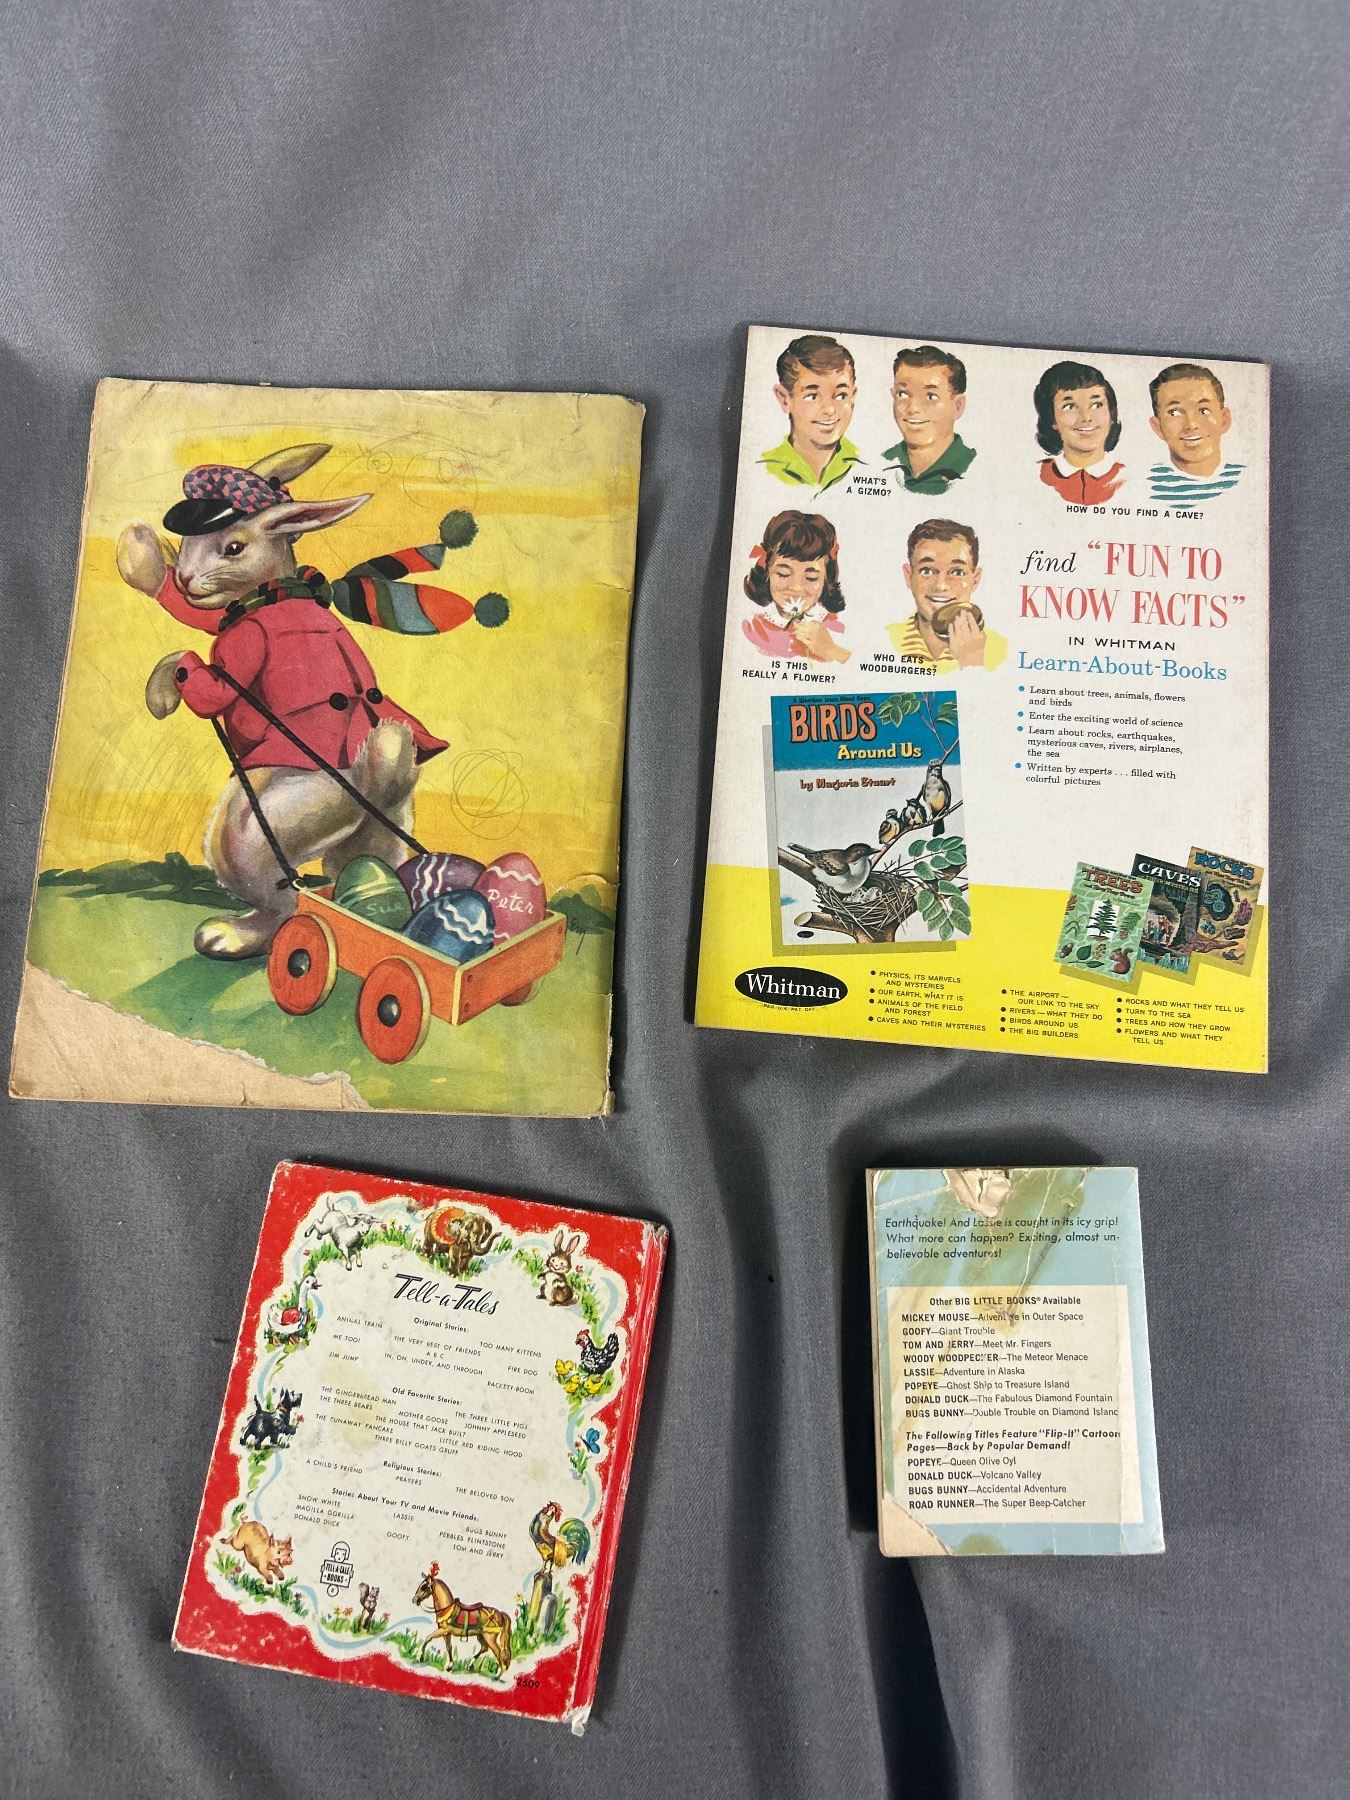 Sue
Peter
WHAT'S
A GIZMO?
HOW DO YOU FIND A CAVE?
IS THIS
REALLY A FLOWER?
WHO EATS
WOODBURGERS?
find "FUN TO
KNOW FACTS"
IN WHITMAN
Learn-About-Books
• Learn about trees, animals, flowers
and birds
• Enter the exciting world of science
• Learn about rocks, earthquakes,
mysterious caves, rivers, airplanes,
the sea
• Written by experts . . . filled with
colorful pictures
A Whitman Learn About Book
BIRDS
Around Us
by Marjorie Stuart
TREES
CAVES
ROCKS
Whitman
REG. U.S. PAT. OFF.
• PHYSICS, ITS MARVELS
AND MYSTERIES
• OUR EARTH, WHAT IT IS
• ANIMALS OF THE FIELD
AND FOREST
• CAVES AND THEIR MYSTERIES
• THE AIRPORT—
OUR LINK TO THE SKY
• RIVERS—WHAT THEY DO
• BIRDS AROUND US
• THE BIG BUILDERS
• ROCKS AND WHAT THEY TELL US
• TURN TO THE SEA
• TREES AND HOW THEY GROW
• FLOWERS AND WHAT THEY
TELL US
Tell-a-Tales
Original Stories:
ANIMAL TRAIN
THE VERY BEST OF FRIENDS
TOO MANY KITTENS
ME TOO!
A B C
FIRE DOG
JIM JUMP
IN, ON, UNDER, AND THROUGH
RACKETY-BOOM
Old Favorite Stories:
THE GINGERBREAD MAN
THE THREE LITTLE PIGS
THE THREE BEARS
MOTHER GOOSE
JOHNNY APPLESEED
THE RUNAWAY PANCAKE
THE HOUSE THAT JACK BUILT
LITTLE RED RIDING HOOD
THREE BILLY GOATS GRUFF
Religious Stories:
A CHILD'S FRIEND
PRAYERS
THE BELOVED SON
Stories About Your TV and Movie Friends:
SNOW WHITE
LASSIE
BUGS BUNNY
MAGILLA GORILLA
PEBBLES FLINTSTONE
DONALD DUCK
GOOFY
TOM AND JERRY
TELL-A-TALE
BOOKS
2509
Earthquake! And Lassie is caught in its icy grip!
What more can happen? Exciting, almost un-
believable adventures!
Other BIG LITTLE BOOKS® Available
MICKEY MOUSE—Adventure in Outer Space
GOOFY—Giant Trouble
TOM AND JERRY—Meet Mr. Fingers
WOODY WOODPECKER—The Meteor Menace
LASSIE—Adventure in Alaska
POPEYE—Ghost Ship to Treasure Island
DONALD DUCK—The Fabulous Diamond Fountain
BUGS BUNNY—Double Trouble on Diamond Island
The Following Titles Feature "Flip-It" Cartoon
Pages—Back by Popular Demand!
POPEYE—Queen Olive Oyl
DONALD DUCK—Volcano Valley
BUGS BUNNY—Accidental Adventure
ROAD RUNNER—The Super Beep-Catcher